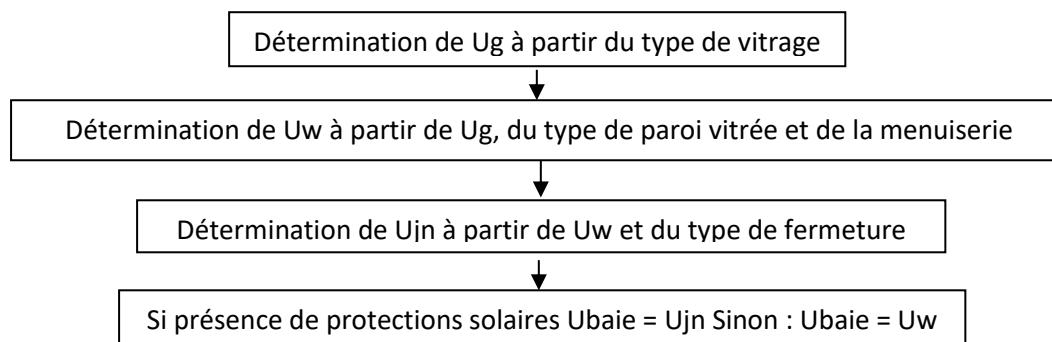 Détermination de Ug à partir du type de vitrage
Détermination de Uw à partir de Ug, du type de paroi vitrée et de la menuiserie
Détermination de Ujn à partir de Uw et du type de fermeture
Si présence de protections solaires Ubaie = Ujn Sinon : Ubaie = Uw